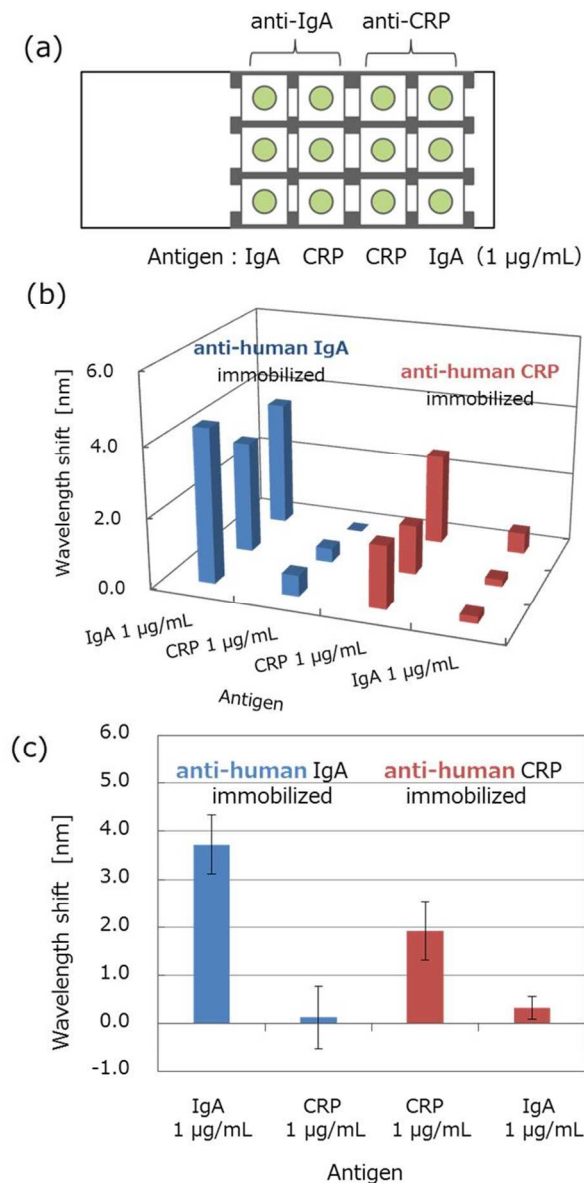 (a)
anti-IgA anti-CRP
Antigen : IgA CRP CRP IgA (1 µg/mL)
(b)
anti-human IgA
immobilized
anti-human CRP
immobilized
Wavelength shift [nm]
6.0
4.0
2.0
0.0
IgA 1 µg/mL
CRP 1 µg/mL
CRP 1 µg/mL
IgA 1 µg/mL
Antigen
(c)
anti-human IgA
immobilized
anti-human CRP
immobilized
Wavelength shift [nm]
6.0
5.0
4.0
3.0
2.0
1.0
0.0
-1.0
IgA
1 µg/mL
CRP
1 µg/mL
CRP
1 µg/mL
IgA
1 µg/mL
Antigen